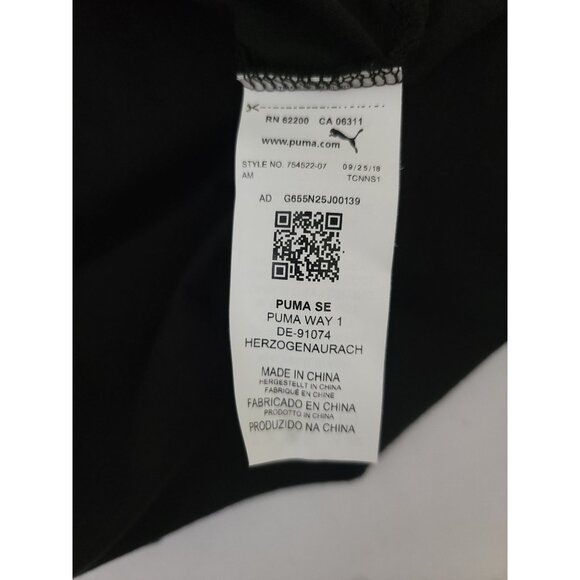 RN 62200 CA 06311
www.puma.com
STYLE NO. 754522-07 09/25/18
AM TCNNS1
AD G655N25J00139
PUMA SE
PUMA WAY 1
DE-91074
HERZOGENAURACH
MADE IN CHINA
HERGESTELLT IN CHINA
FABRIQUÉ EN CHINE
FABRICADO EN CHINA
PRODOTTO IN CHINA
PRODUZIDO NA CHINA